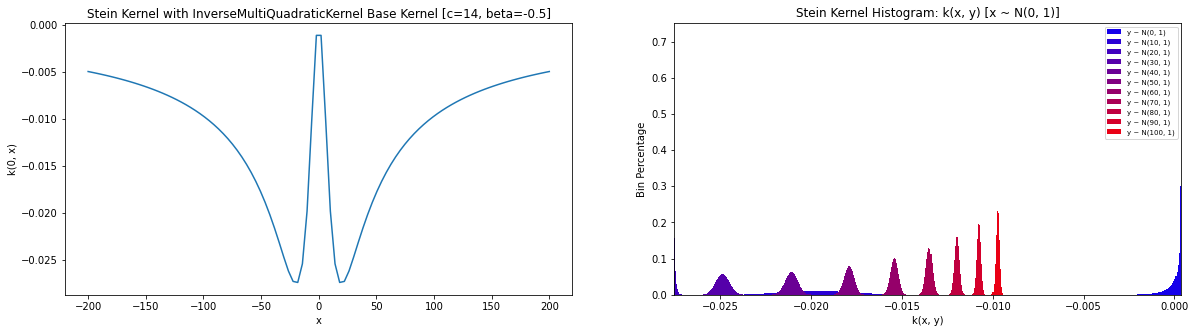 Stein Kernel with InverseMultiQuadraticKernel Base Kernel [c=14, beta=-0.5]
0.000
−0.005
−0.010
−0.015
−0.020
−0.025
k(0, x)
−200
−150
−100
−50
0
50
100
150
200
x
Stein Kernel Histogram: k(x, y) [x ~ N(0, 1)]
0.7
0.6
0.5
0.4
0.3
0.2
0.1
0.0
Bin Percentage
y ~ N(0, 1)
y ~ N(10, 1)
y ~ N(20, 1)
y ~ N(30, 1)
y ~ N(40, 1)
y ~ N(50, 1)
y ~ N(60, 1)
y ~ N(70, 1)
y ~ N(80, 1)
y ~ N(90, 1)
y ~ N(100, 1)
−0.025
−0.020
−0.015
−0.010
−0.005
0.000
k(x, y)